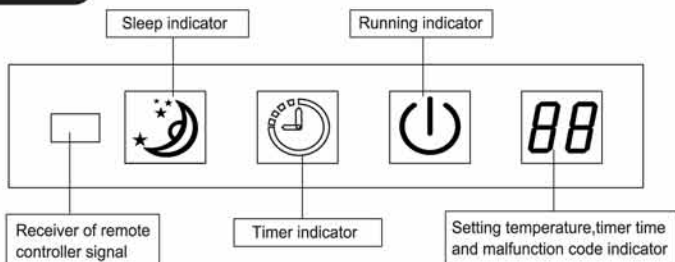 Sleep indicator
Running indicator
88
Receiver of remote
controller signal
Timer indicator
Setting temperature,timer time
and malfunction code indicator